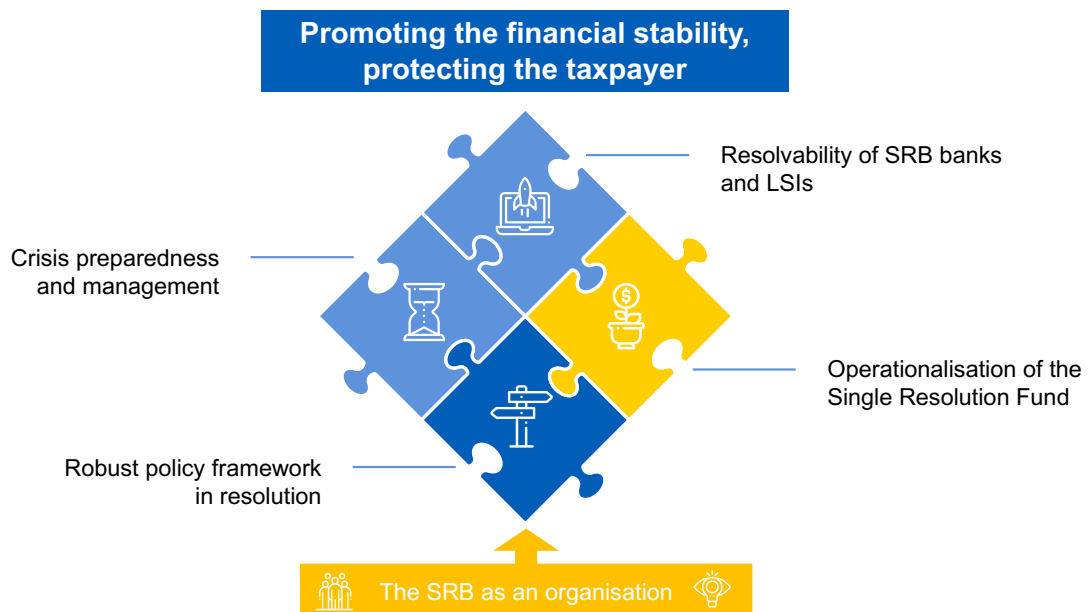 Promoting the financial stability,
protecting the taxpayer
Resolvability of SRB banks
and LSIs
Crisis preparedness
and management
$
Operationalisation of the
Single Resolution Fund
Robust policy framework
in resolution
The SRB as an organisation